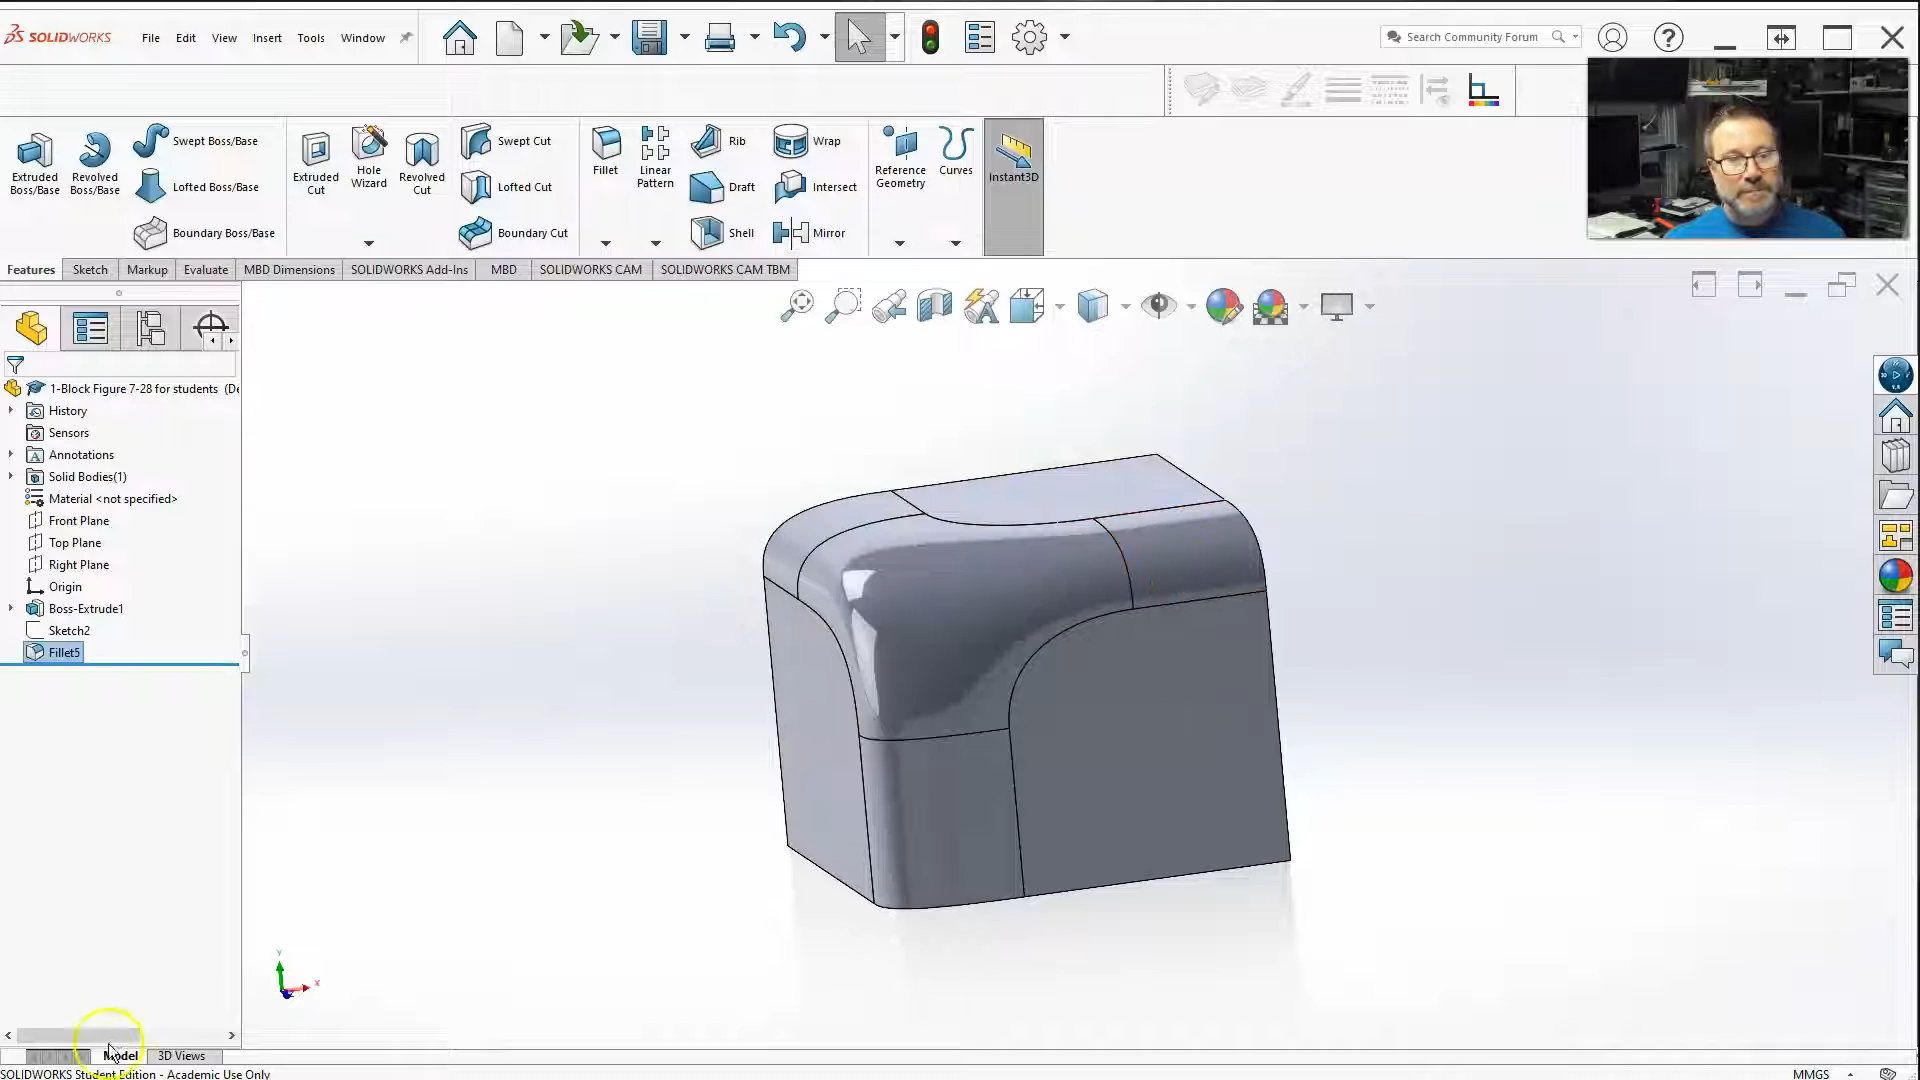 SOLIDWORKS File Edit View Insert Tools Window Search Community Forum
Extruded Boss/Base
Revolved Boss/Base
Swept Boss/Base
Lofted Boss/Base
Boundary Boss/Base
Extruded Cut
Hole Wizard
Revolved Cut
Swept Cut
Lofted Cut
Boundary Cut
Fillet
Linear Pattern
Rib
Draft
Shell
Wrap
Intersect
Mirror
Reference Geometry
Curves
Instant3D
Features Sketch Markup Evaluate MBD Dimensions SOLIDWORKS Add-Ins MBD SOLIDWORKS CAM SOLIDWORKS CAM TBM
1-Block Figure 7-28 for students (De
History
Sensors
Annotations
Solid Bodies(1)
Material <not specified>
Front Plane
Top Plane
Right Plane
Origin
Boss-Extrude1
Sketch2
Fillet5
Y
X
Model 3D Views
SOLIDWORKS Student Edition - Academic Use Only MMGS